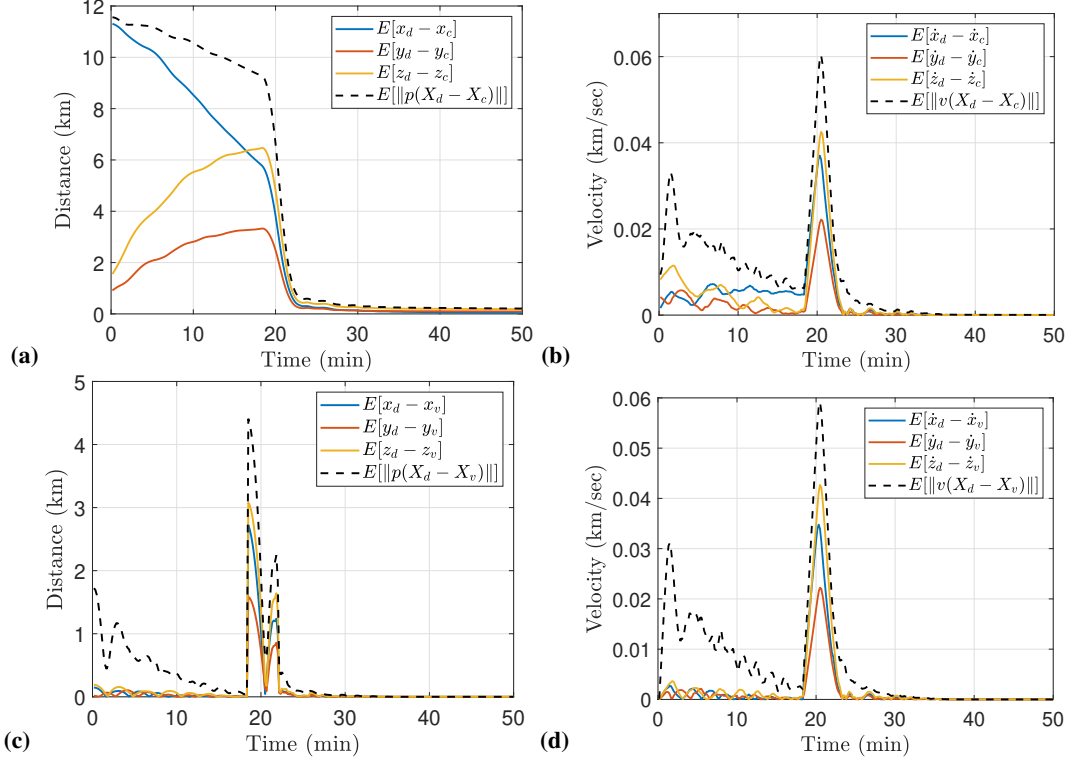 12
10
8
6
4
2
0
Distance (km)
E[x_d − x_c]
E[y_d − y_c]
E[z_d − z_c]
E[‖p(X_d − X_c)‖]
0 10 20 30 40 50
Time (min)
(a)
0.06
0.04
0.02
0
Velocity (km/sec)
E[ẋ_d − ẋ_c]
E[ẏ_d − ẏ_c]
E[ż_d − ż_c]
E[‖v(X_d − X_c)‖]
0 10 20 30 40 50
Time (min)
(b)
5
4
3
2
1
0
Distance (km)
E[x_d − x_v]
E[y_d − y_v]
E[z_d − z_v]
E[‖p(X_d − X_v)‖]
0 10 20 30 40 50
Time (min)
(c)
0.06
0.05
0.04
0.03
0.02
0.01
0
Velocity (km/sec)
E[ẋ_d − ẋ_v]
E[ẏ_d − ẏ_v]
E[ż_d − ż_v]
E[‖v(X_d − X_v)‖]
0 10 20 30 40 50
Time (min)
(d)